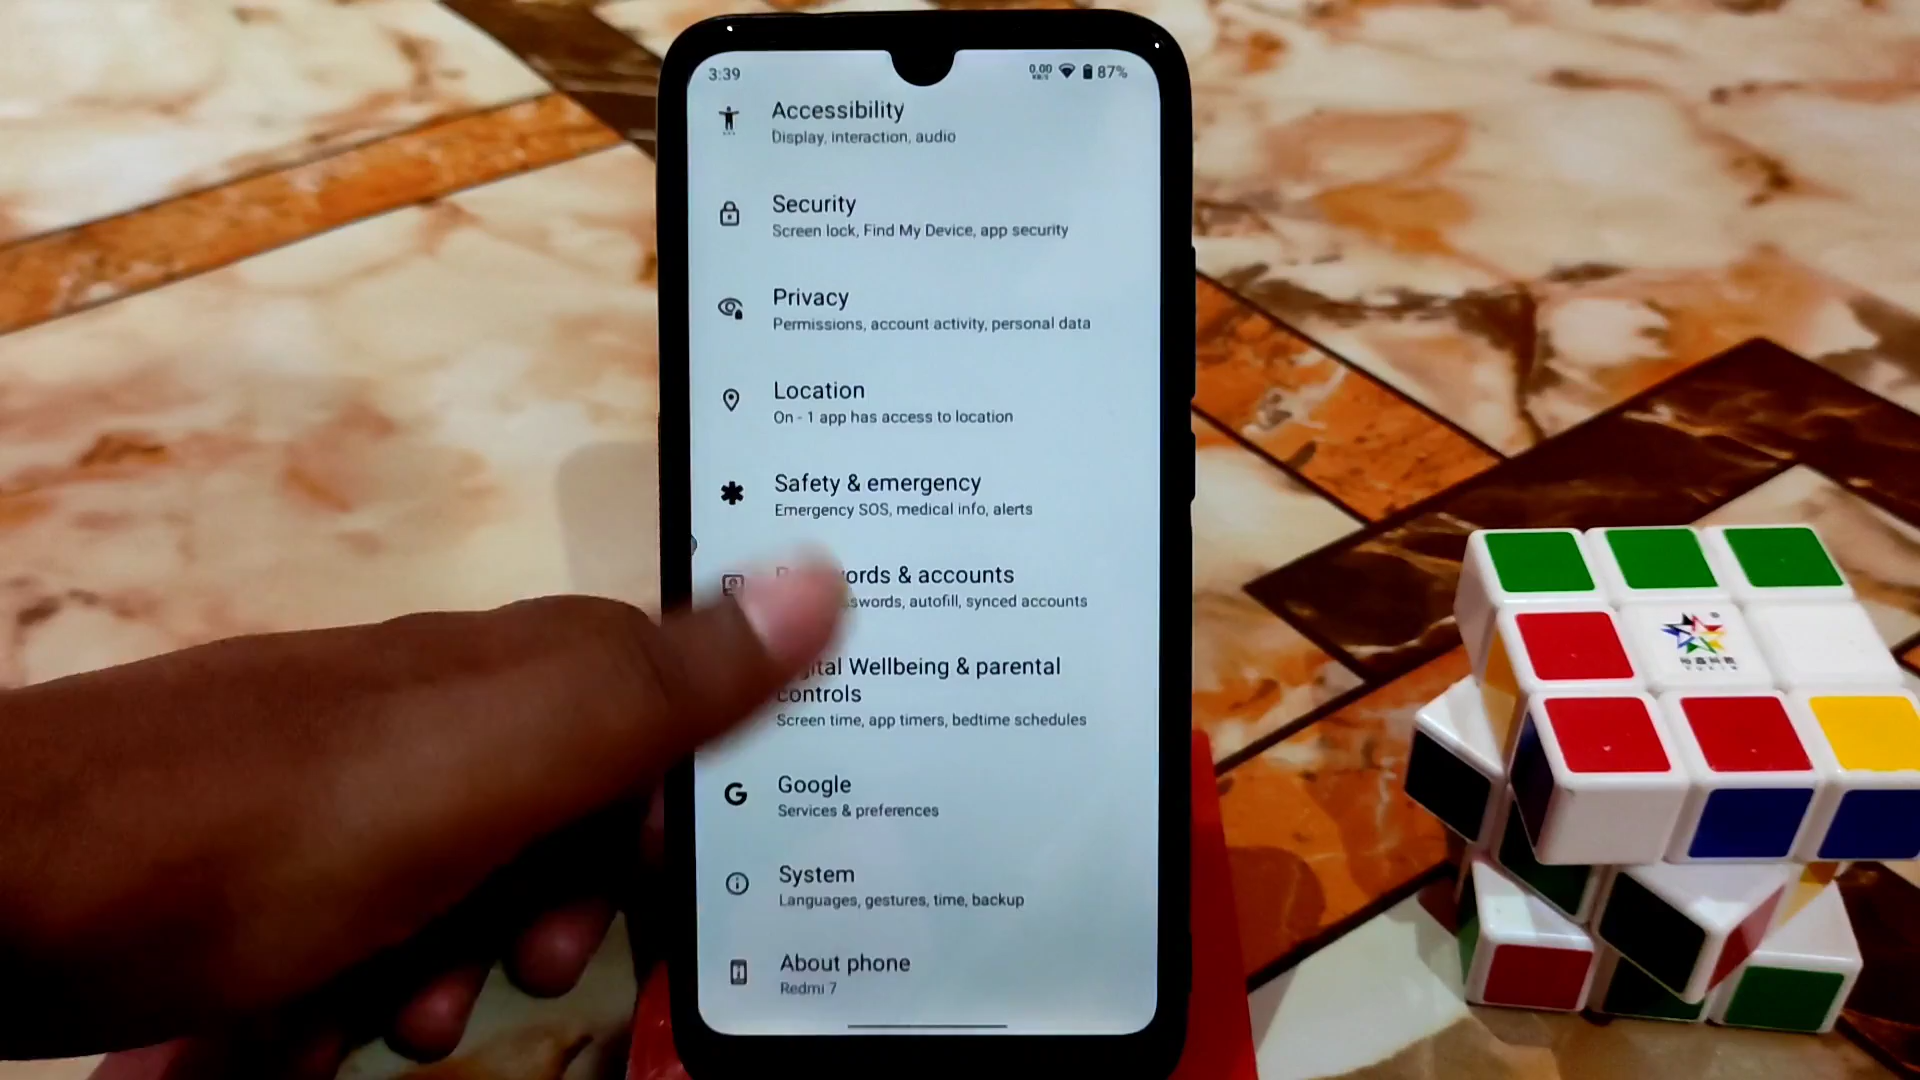 3:39
0.00
87%
Accessibility
Display, interaction, audio
Security
Screen lock, Find My Device, app security
Privacy
Permissions, account activity, personal data
Location
On - 1 app has access to location
Safety & emergency
Emergency SOS, medical info, alerts
ords & accounts
swords, autofill, synced accounts
ital Wellbeing & parental
controls
Screen time, app timers, bedtime schedules
Google
Services & preferences
System
Languages, gestures, time, backup
About phone
Redmi 7